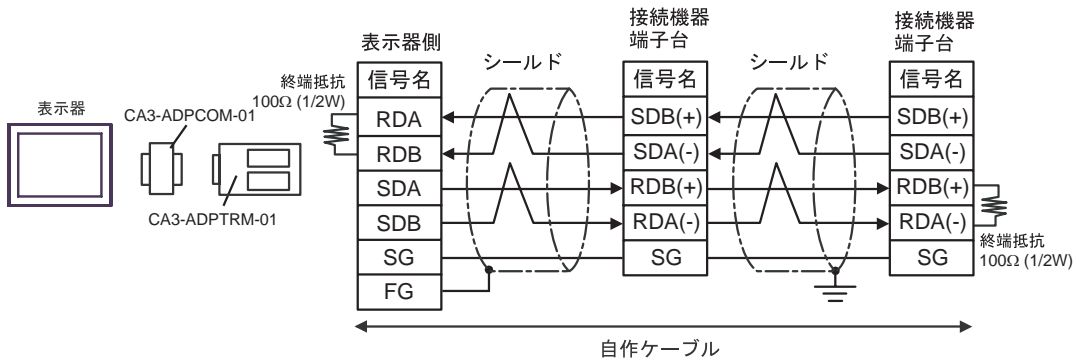 表示器
CA3-ADPCOM-01
CA3-ADPTRM-01
終端抵抗
100Ω (1/2W)
表示器側
信号名
RDA
RDB
SDA
SDB
SG
FG
シールド
接続機器
端子台
信号名
SDB(+)
SDA(-)
RDB(+)
RDA(-)
SG
シールド
接続機器
端子台
信号名
SDB(+)
SDA(-)
RDB(+)
RDA(-)
SG
終端抵抗
100Ω (1/2W)
自作ケーブル